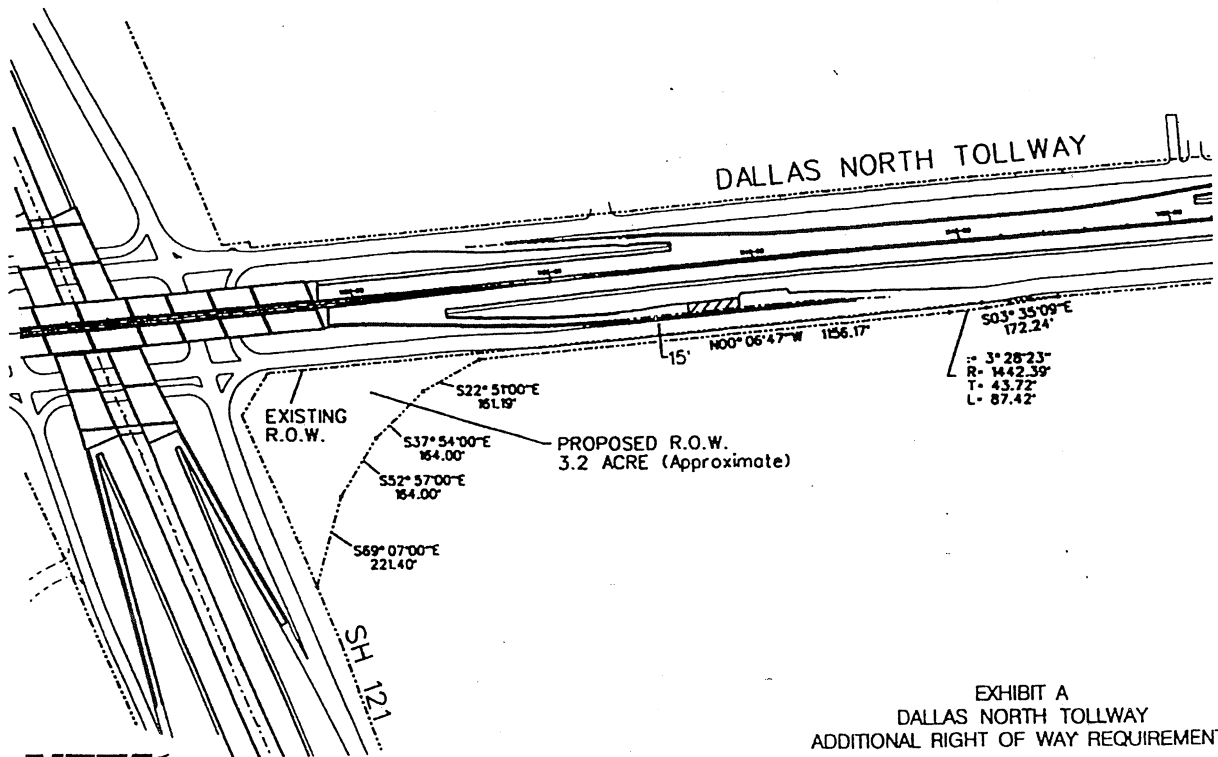 DALLAS NORTH TOLLWAY
S03° 35'09"E
172.24'
N00° 06'47"W 1156.17'
15'
3° 28'23"
R= 1442.39'
T= 43.72'
L= 87.42'
S22° 51'00"E
161.19'
EXISTING
R.O.W.
S37° 54'00"E
164.00'
PROPOSED R.O.W.
3.2 ACRE (Approximate)
S52° 57'00"E
164.00'
S69° 07'00"E
221.40'
SH 121
EXHIBIT A
DALLAS NORTH TOLLWAY
ADDITIONAL RIGHT OF WAY REQUIREMENT